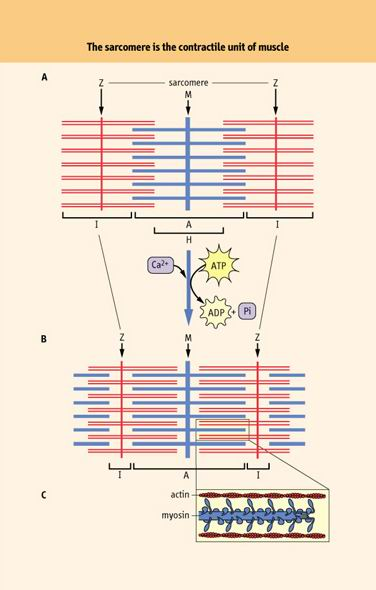 The sarcomere is the contractile unit of muscle
A
Z sarcomere Z
M
I A I
H
Ca2+ ATP
ADP + Pi
Z M Z
B
I A I
C
actin
myosin